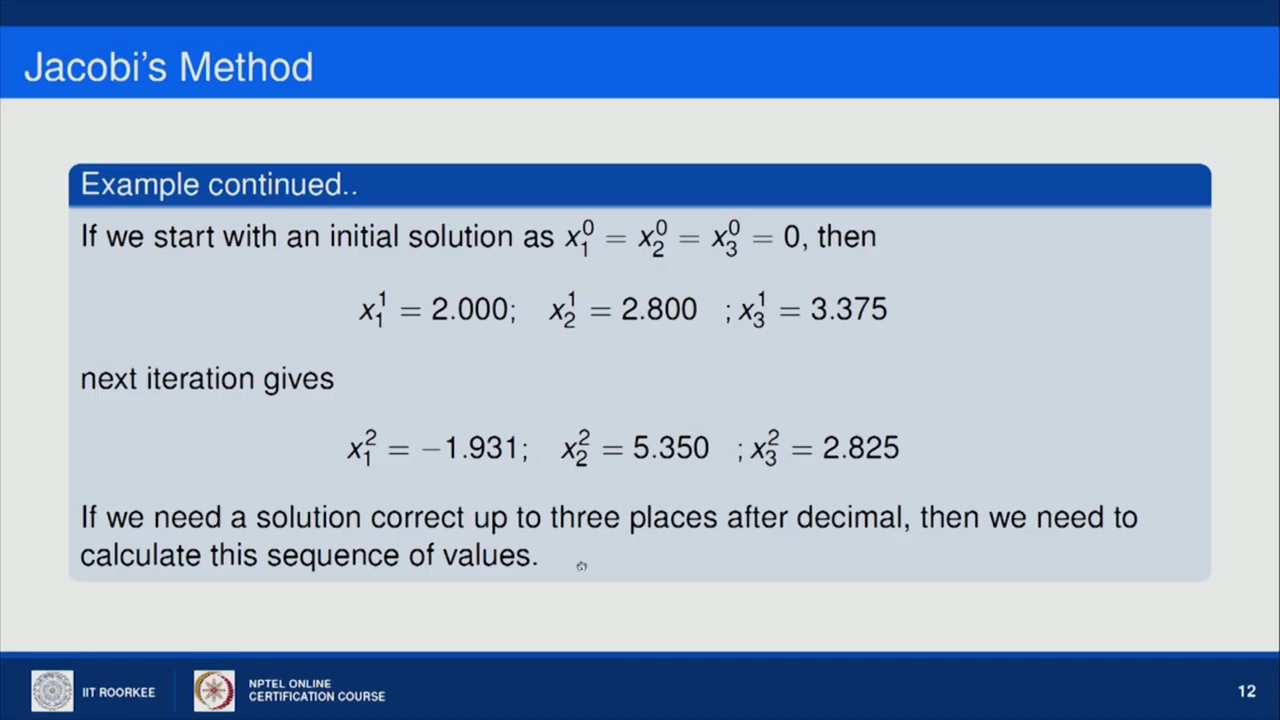 Jacobi's Method
Example continued..
If we start with an initial solution as x₁⁰ = x₂⁰ = x₃⁰ = 0, then
x₁¹ = 2.000; x₂¹ = 2.800 ; x₃¹ = 3.375
next iteration gives
x₁² = −1.931; x₂² = 5.350 ; x₃² = 2.825
If we need a solution correct up to three places after decimal, then we need to
calculate this sequence of values.
IIT ROORKEE
NPTEL ONLINE
CERTIFICATION COURSE
12